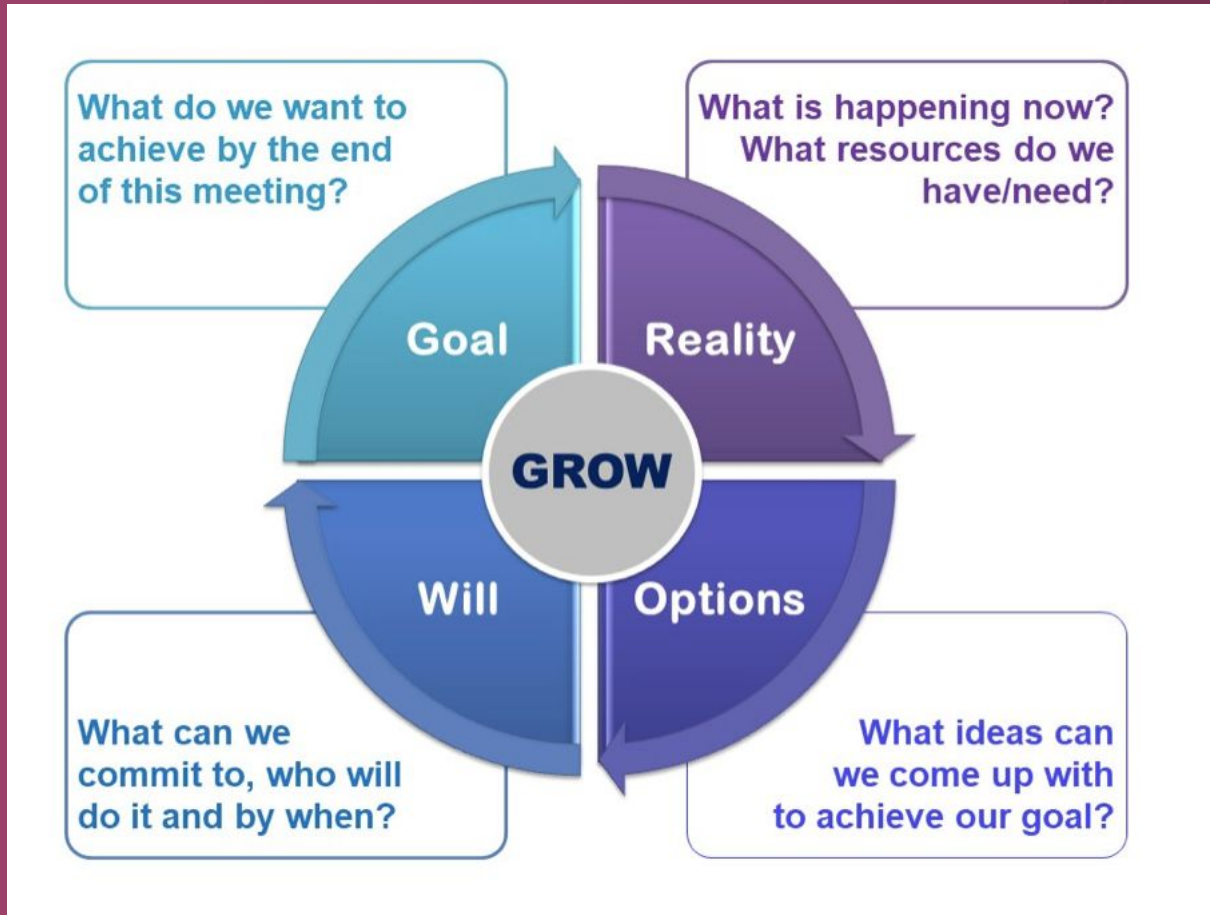 What do we want to
achieve by the end
of this meeting?
What is happening now?
What resources do we
have/need?
Goal
Reality
GROW
Will
Options
What can we
commit to, who will
do it and by when?
What ideas can
we come up with
to achieve our goal?